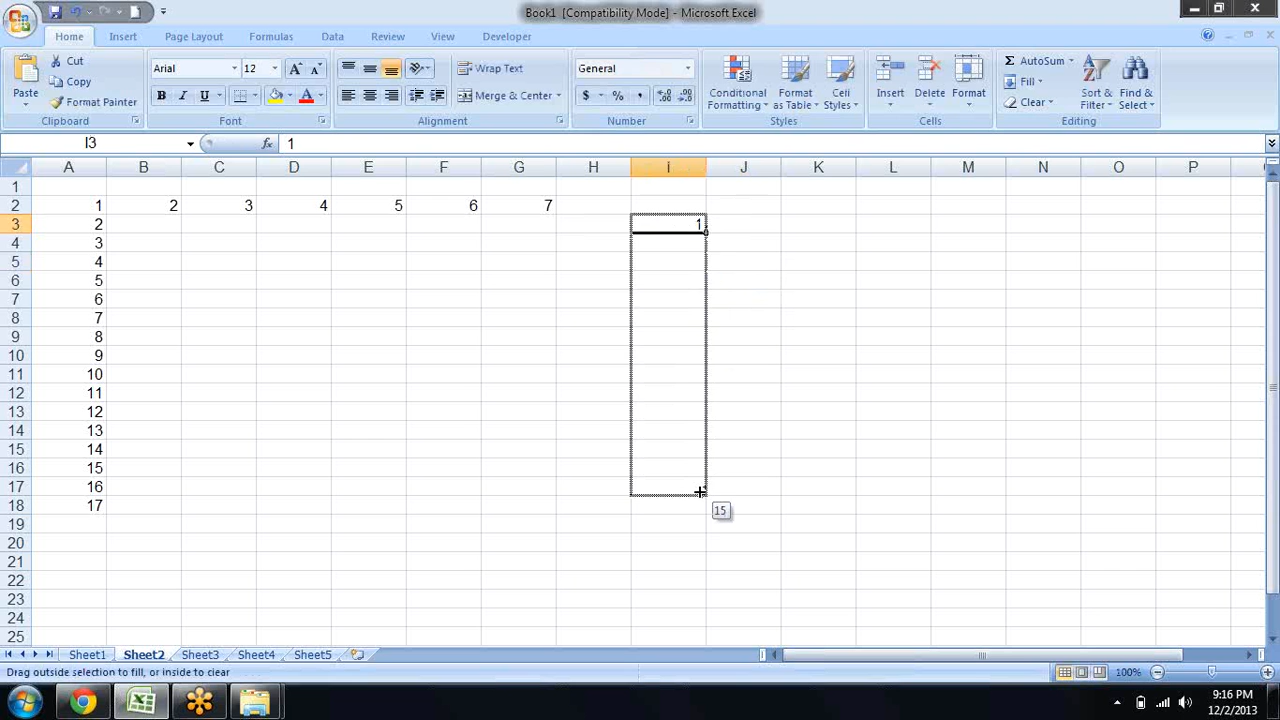 Book1 [Compatibility Mode] - Microsoft Excel
Home Insert Page Layout Formulas Data Review View Developer
Paste Cut Copy Format Painter
Clipboard
Arial 12
B I U A
Font
Wrap Text
Merge & Center
Alignment
General
$ % ,
Number
Conditional Formatting Format as Table Cell Styles
Styles
Insert Delete Format
Cells
Σ AutoSum Fill Clear Sort & Filter Find & Select
Editing
I3 fx 1
A B C D E F G H I J K L M N O P
1
2 1 2 3 4 5 6 7
3 2 1
4 3
5 4
6 5
7 6
8 7
9 8
10 9
11 10
12 11
13 12
14 13
15 14
16 15
17 16
18 17
15
19
20
21
22
23
24
25
Sheet1 Sheet2 Sheet3 Sheet4 Sheet5
Drag outside selection to fill, or inside to clear 100%
9:16 PM
12/2/2013